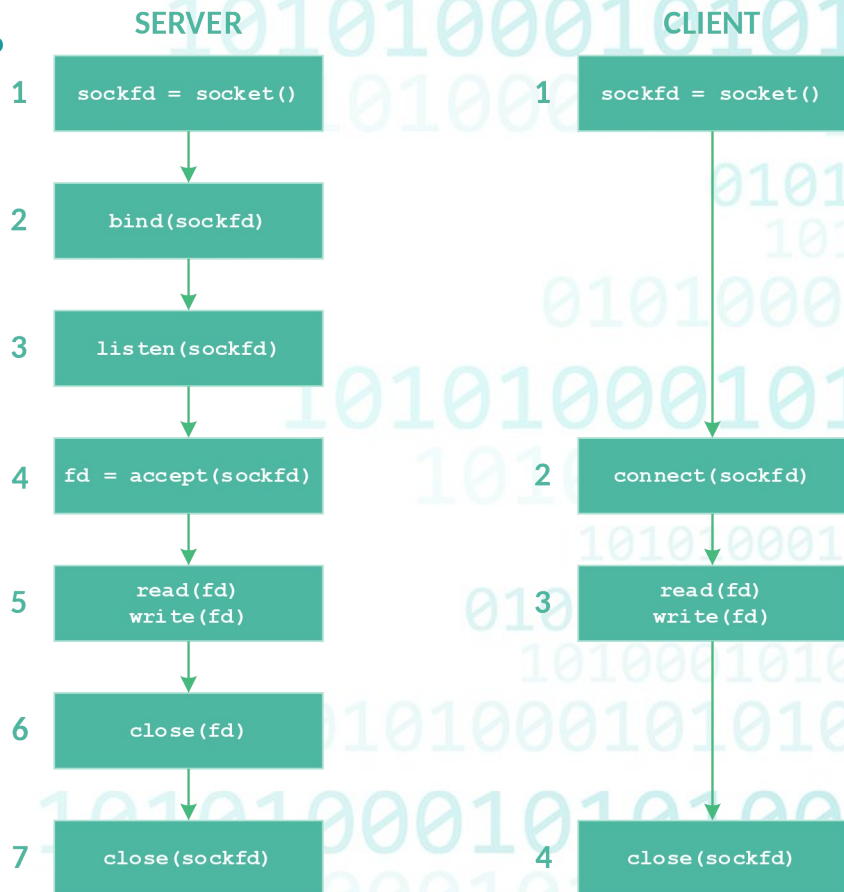 SERVER
1
sockfd = socket()
2
bind(sockfd)
3
listen(sockfd)
4
fd = accept(sockfd)
5
read(fd)
write(fd)
6
close(fd)
7
close(sockfd)
CLIENT
1
sockfd = socket()
2
connect(sockfd)
3
read(fd)
write(fd)
4
close(sockfd)